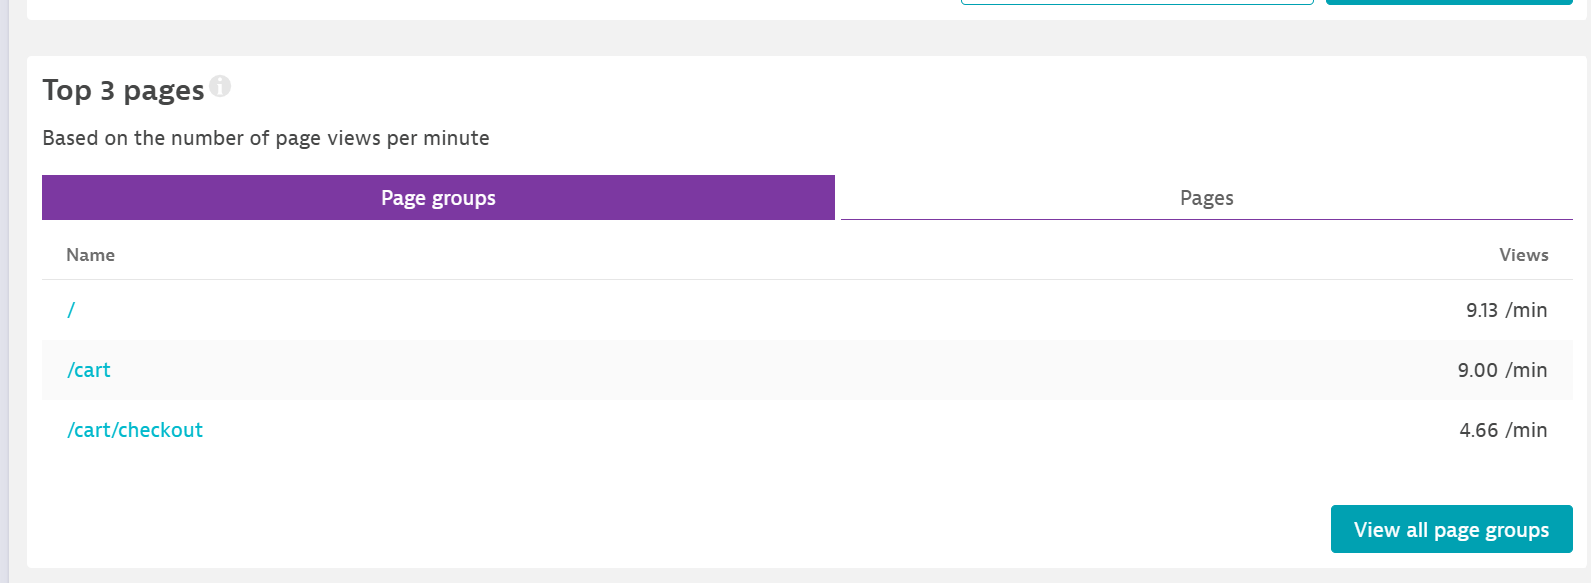 Top 3 pages
Based on the number of page views per minute
Page groups Pages
Name Views
/ 9.13 /min
/cart 9.00 /min
/cart/checkout 4.66 /min
View all page groups